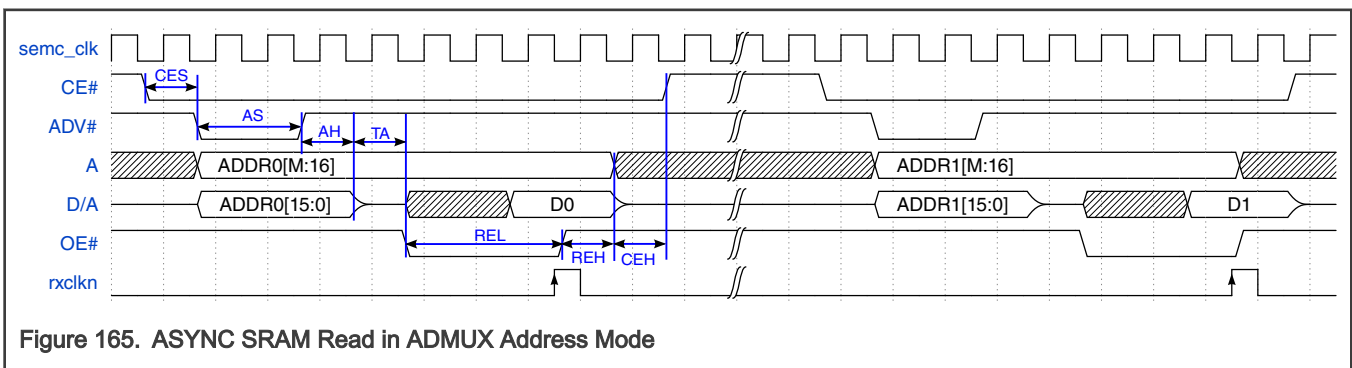 semc_clk
CE# CES
ADV# AS AH TA
A ADDR0[M:16] ADDR1[M:16]
D/A ADDR0[15:0] D0 ADDR1[15:0] D1
OE# REL REH CEH
rxclkn
Figure 165. ASYNC SRAM Read in ADMUX Address Mode